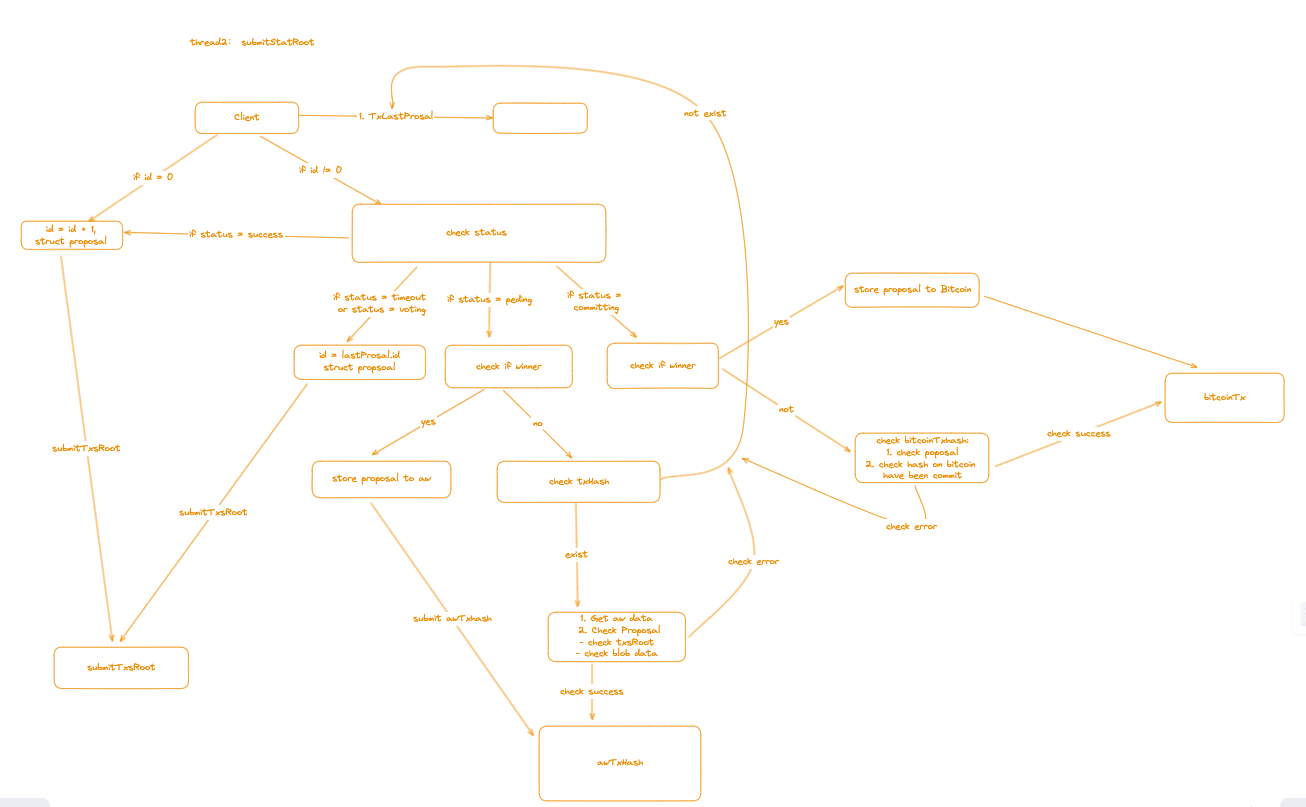 thread2: submitStatRoot
not exist
Client
1. TxLastProsal
if id = 0
if id != 0
id = id + 1,
struct proposal
if status = success
check status
if status = timeout
or status = voting
if status = peding
if status =
committing
store proposal to Bitcoin
yes
id = lastProsal.id
struct propsoal
check if winner
check if winner
bitcoinTx
not
yes
no
check success
check bitcoinTxhash:
1. check poposal
2. check hash on bitcoin
have been commit
submitTxsRoot
store proposal to aw
check txHash
submitTxsRoot
check error
exist
check error
submit awTxhash
1. Get aw data
2. Check Proposal
- check txsRoot
- check blob data
submitTxsRoot
check success
awTxHash